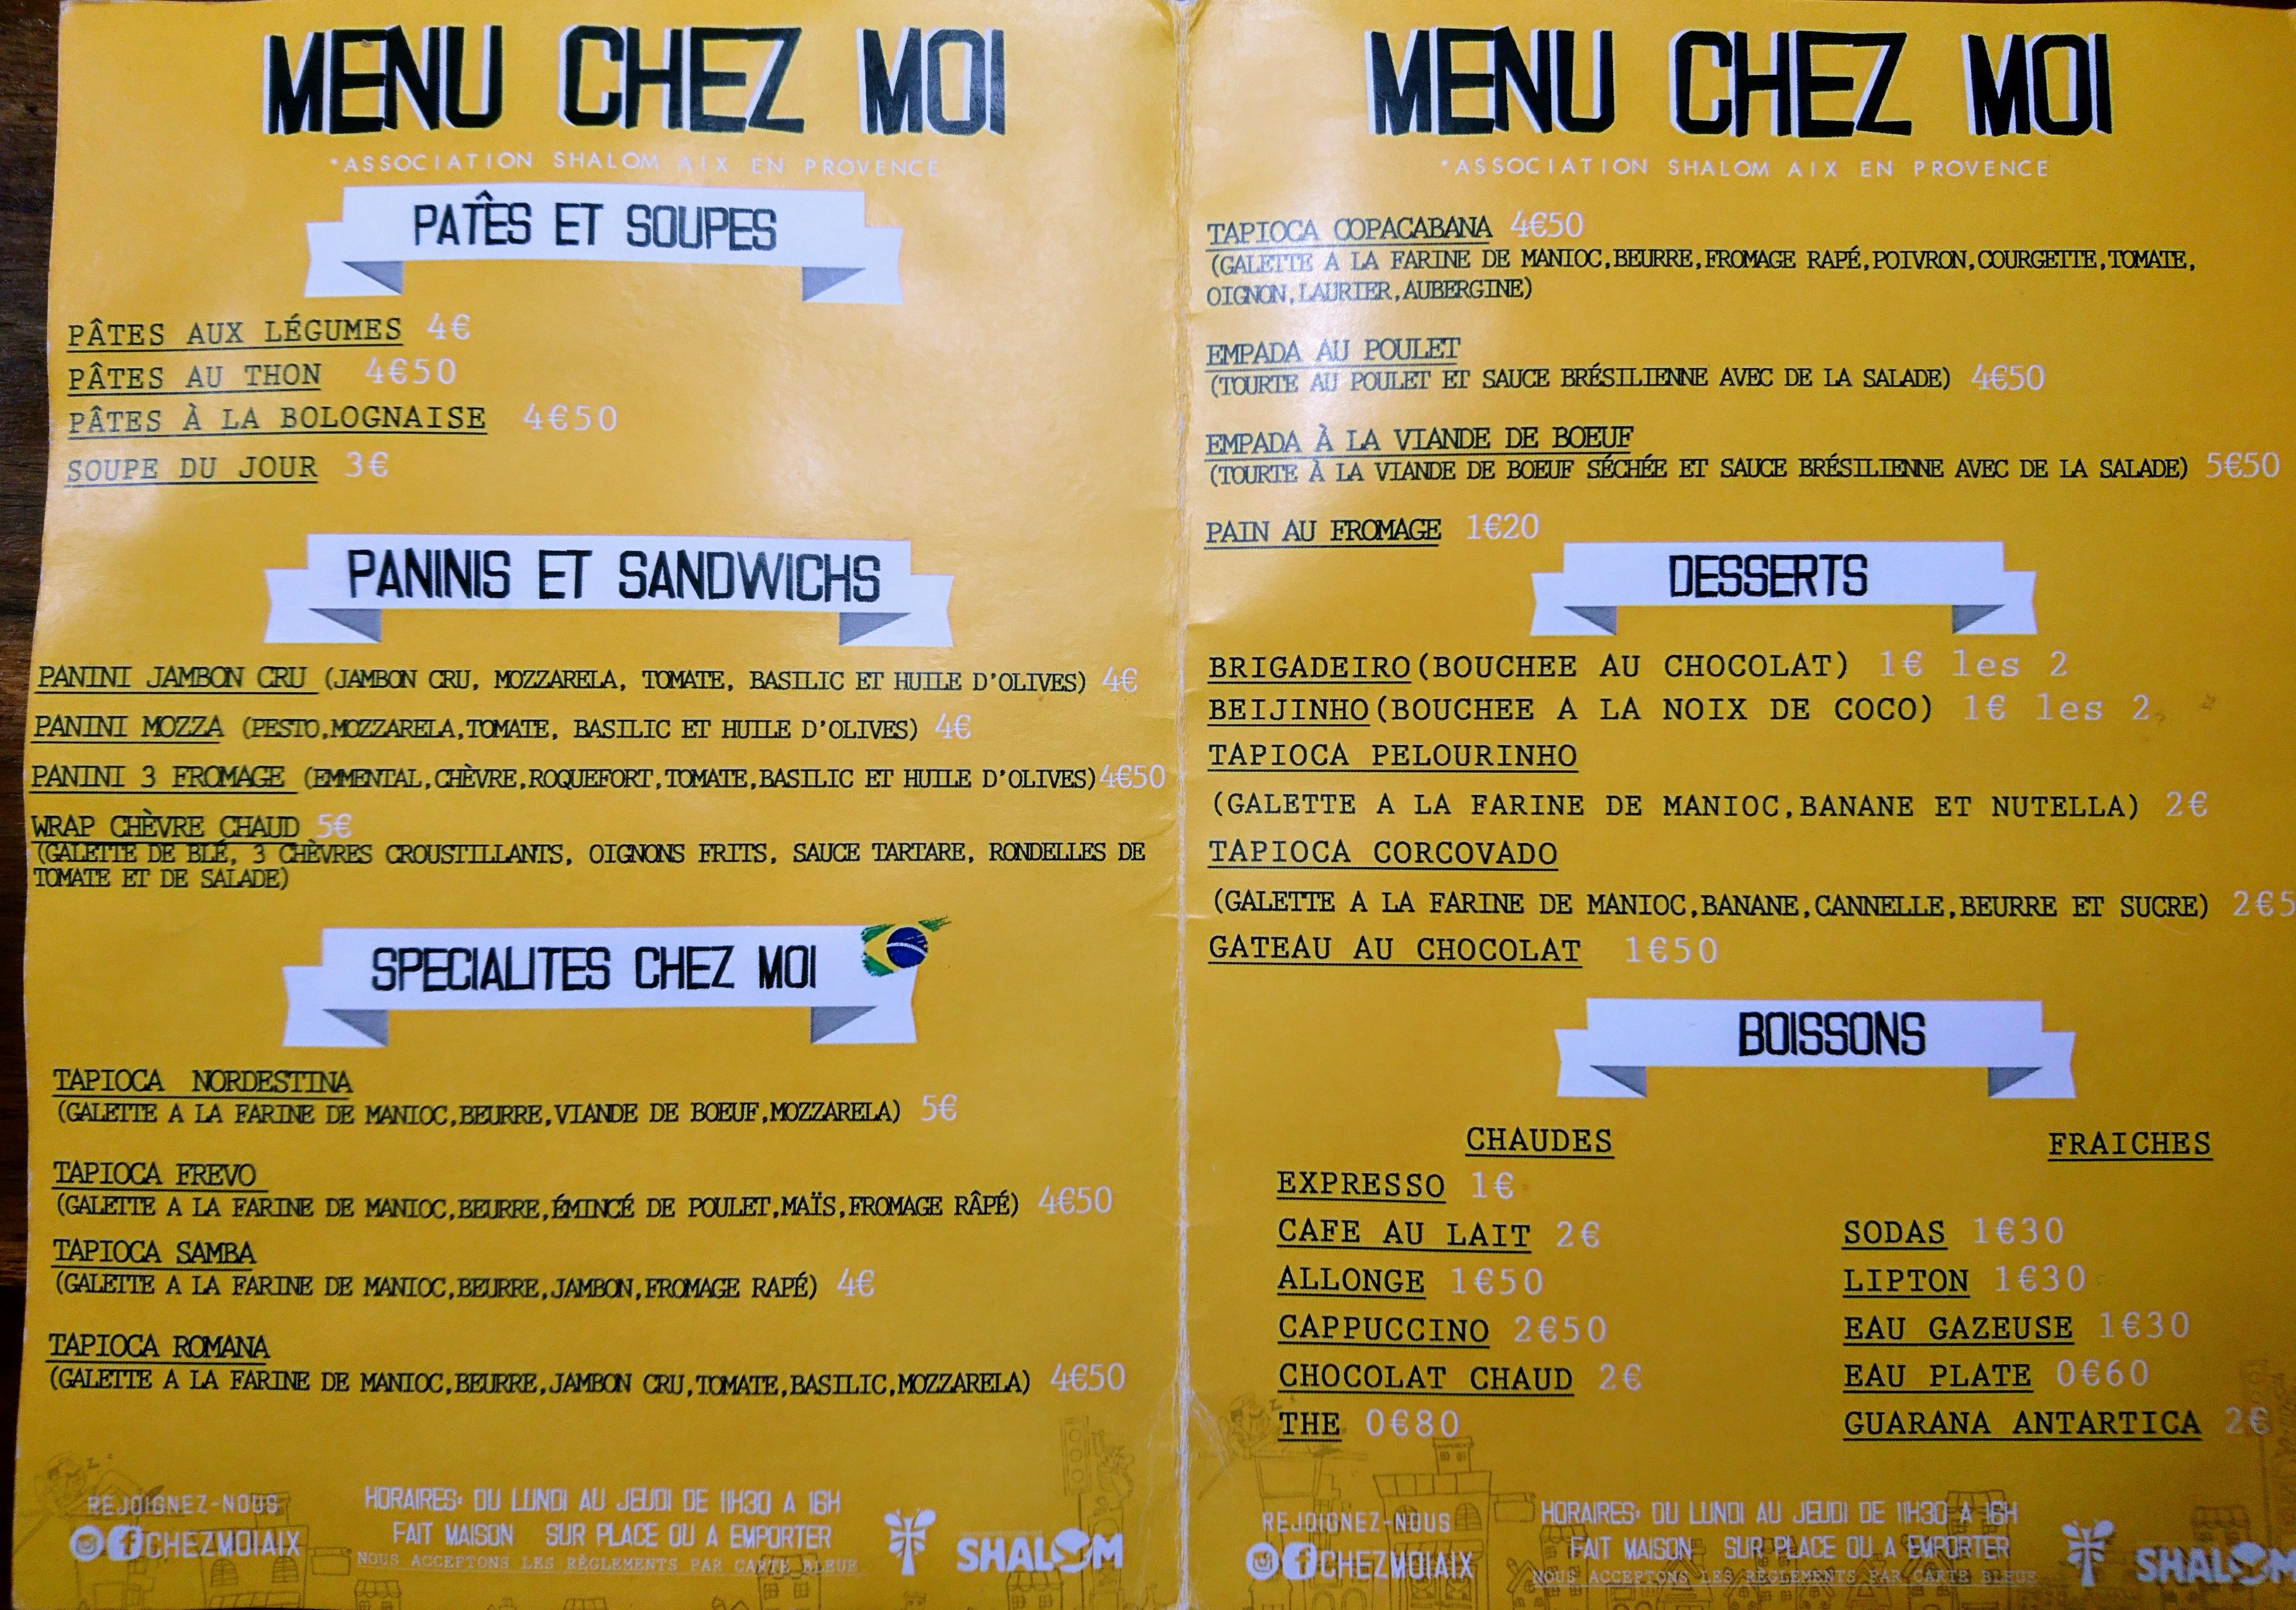 MENU CHEZ MOI
*ASSOCIATION SHALOM AIX EN PROVENCE
PATÊS ET SOUPES
PÂTES AUX LÉGUMES 4€
PÂTES AU THON 4€50
PÂTES À LA BOLOGNAISE 4€50
SOUPE DU JOUR 3€
PANINIS ET SANDWICHS
PANINI JAMBON CRU (JAMBON CRU, MOZZARELA, TOMATE, BASILIC ET HUILE D'OLIVES) 4€
PANINI MOZZA (PESTO,MOZZARELA,TOMATE, BASILIC ET HUILE D'OLIVES) 4€
PANINI 3 FROMAGE (EMMENTAL,CHÈVRE,ROQUEFORT,TOMATE,BASILIC ET HUILE D'OLIVES)4€50
WRAP CHÈVRE CHAUD 5€
(GALETTE DE BLÉ, 3 CHÈVRES CROUSTILLANTS, OIGNONS FRITS, SAUCE TARTARE, RONDELLES DE
TOMATE ET DE SALADE)
SPECIALITES CHEZ MOI
TAPIOCA NORDESTINA
(GALETTE A LA FARINE DE MANIOC,BEURRE,VIANDE DE BOEUF,MOZZARELA) 5€
TAPIOCA FREVO
(GALETTE A LA FARINE DE MANIOC,BEURRE,ÉMINCÉ DE POULET,MAÏS,FROMAGE RÂPÉ) 4€50
TAPIOCA SAMBA
(GALETTE A LA FARINE DE MANIOC,BEURRE,JAMBON,FROMAGE RAPÉ) 4€
TAPIOCA ROMANA
(GALETTE A LA FARINE DE MANIOC,BEURRE,JAMBON CRU,TOMATE,BASILIC,MOZZARELA) 4€50
REJOIGNEZ-NOUS
CHEZMOIAIX
HORAIRES: DU LUNDI AU JEUDI DE 11H30 A 16H
FAIT MAISON SUR PLACE OU A EMPORTER
NOUS ACCEPTONS LES RÈGLEMENTS PAR CARTE BLEUE
SHALOM
MENU CHEZ MOI
*ASSOCIATION SHALOM AIX EN PROVENCE
TAPIOCA COPACABANA 4€50
(GALETTE A LA FARINE DE MANIOC,BEURRE,FROMAGE RAPÉ,POIVRON,COURGETTE,TOMATE,
OIGNON,LAURIER,AUBERGINE)
EMPADA AU POULET
(TOURTE AU POULET ET SAUCE BRÉSILIENNE AVEC DE LA SALADE) 4€50
EMPADA À LA VIANDE DE BOEUF
(TOURTE À LA VIANDE DE BOEUF SÉCHÉE ET SAUCE BRÉSILIENNE AVEC DE LA SALADE) 5€50
PAIN AU FROMAGE 1€20
DESSERTS
BRIGADEIRO(BOUCHEE AU CHOCOLAT) 1€ les 2
BEIJINHO(BOUCHEE A LA NOIX DE COCO) 1€ les 2
TAPIOCA PELOURINHO
(GALETTE A LA FARINE DE MANIOC,BANANE ET NUTELLA) 2€
TAPIOCA CORCOVADO
(GALETTE A LA FARINE DE MANIOC,BANANE,CANNELLE,BEURRE ET SUCRE) 2€5
GATEAU AU CHOCOLAT 1€50
BOISSONS
CHAUDES
EXPRESSO 1€
CAFE AU LAIT 2€
ALLONGE 1€50
CAPPUCCINO 2€50
CHOCOLAT CHAUD 2€
THE 0€80
FRAICHES
SODAS 1€30
LIPTON 1€30
EAU GAZEUSE 1€30
EAU PLATE 0€60
GUARANA ANTARTICA 2€
REJOIGNEZ-NOUS
CHEZMOIAIX
HORAIRES: DU LUNDI AU JEUDI DE 11H30 A 16H
FAIT MAISON SUR PLACE OU A EMPORTER
NOUS ACCEPTONS LES RÈGLEMENTS PAR CARTE BLEUE
SHALOM